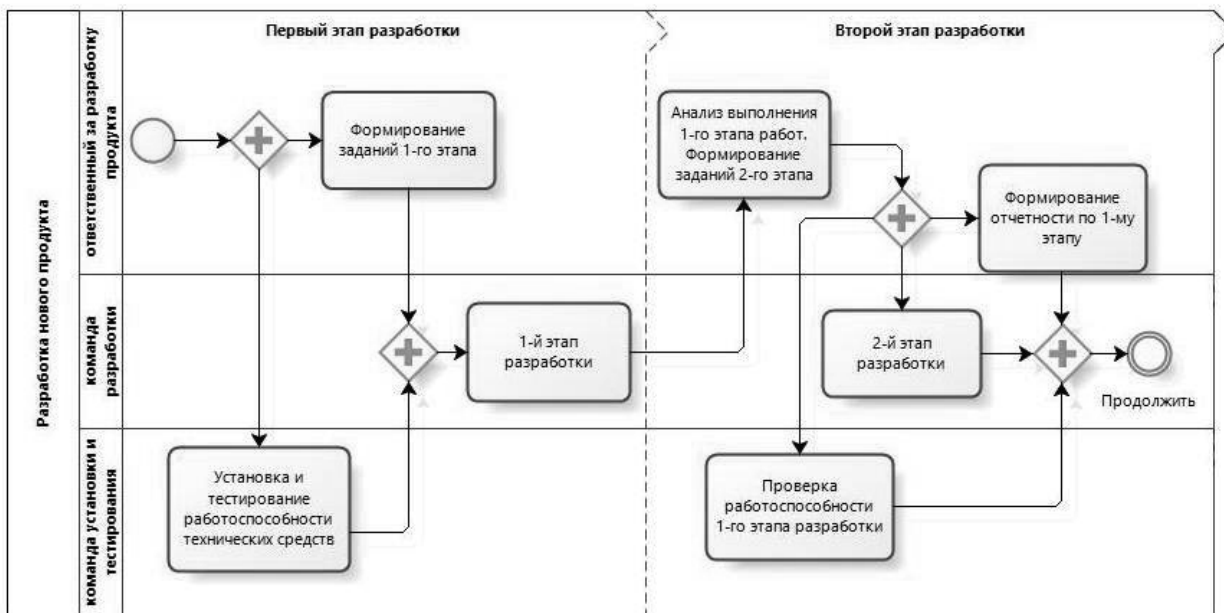 Разработка нового продукта
Первый этап разработки
Второй этап разработки
ответственный за разработку
продукта
Формирование
заданий 1-го этапа
Анализ выполнения
1-го этапа работ.
Формирование
заданий 2-го этапа
Формирование
отчетности по 1-му
этапу
команда
разработки
1-й этап
разработки
2-й этап
разработки
Продолжить
команда установки и
тестирования
Установка и
тестирование
работоспособности
технических средств
Проверка
работоспособности
1-го этапа разработки